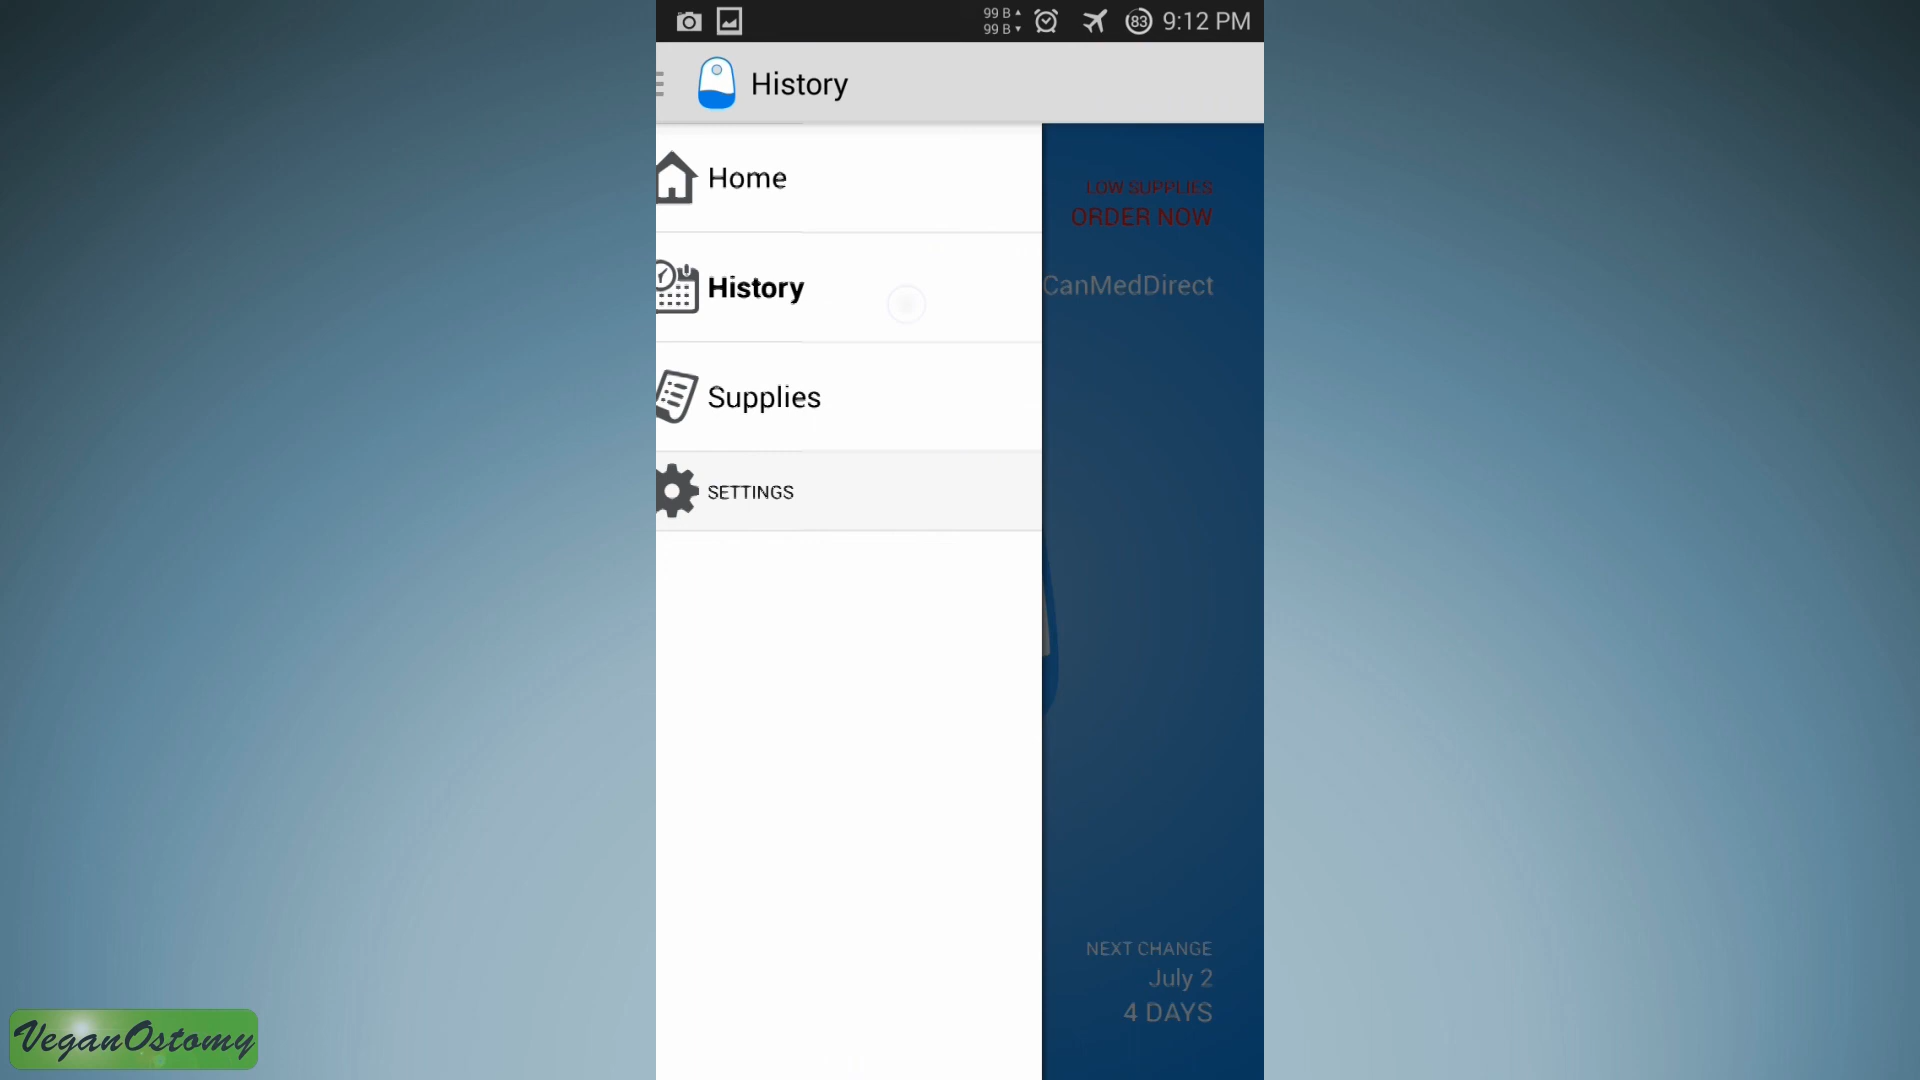 99 B
99 B
83
9:12 PM
History
Home
History
Supplies
SETTINGS
LOW SUPPLIES
ORDER NOW
CanMedDirect
NEXT CHANGE
July 2
4 DAYS
VeganOstomy